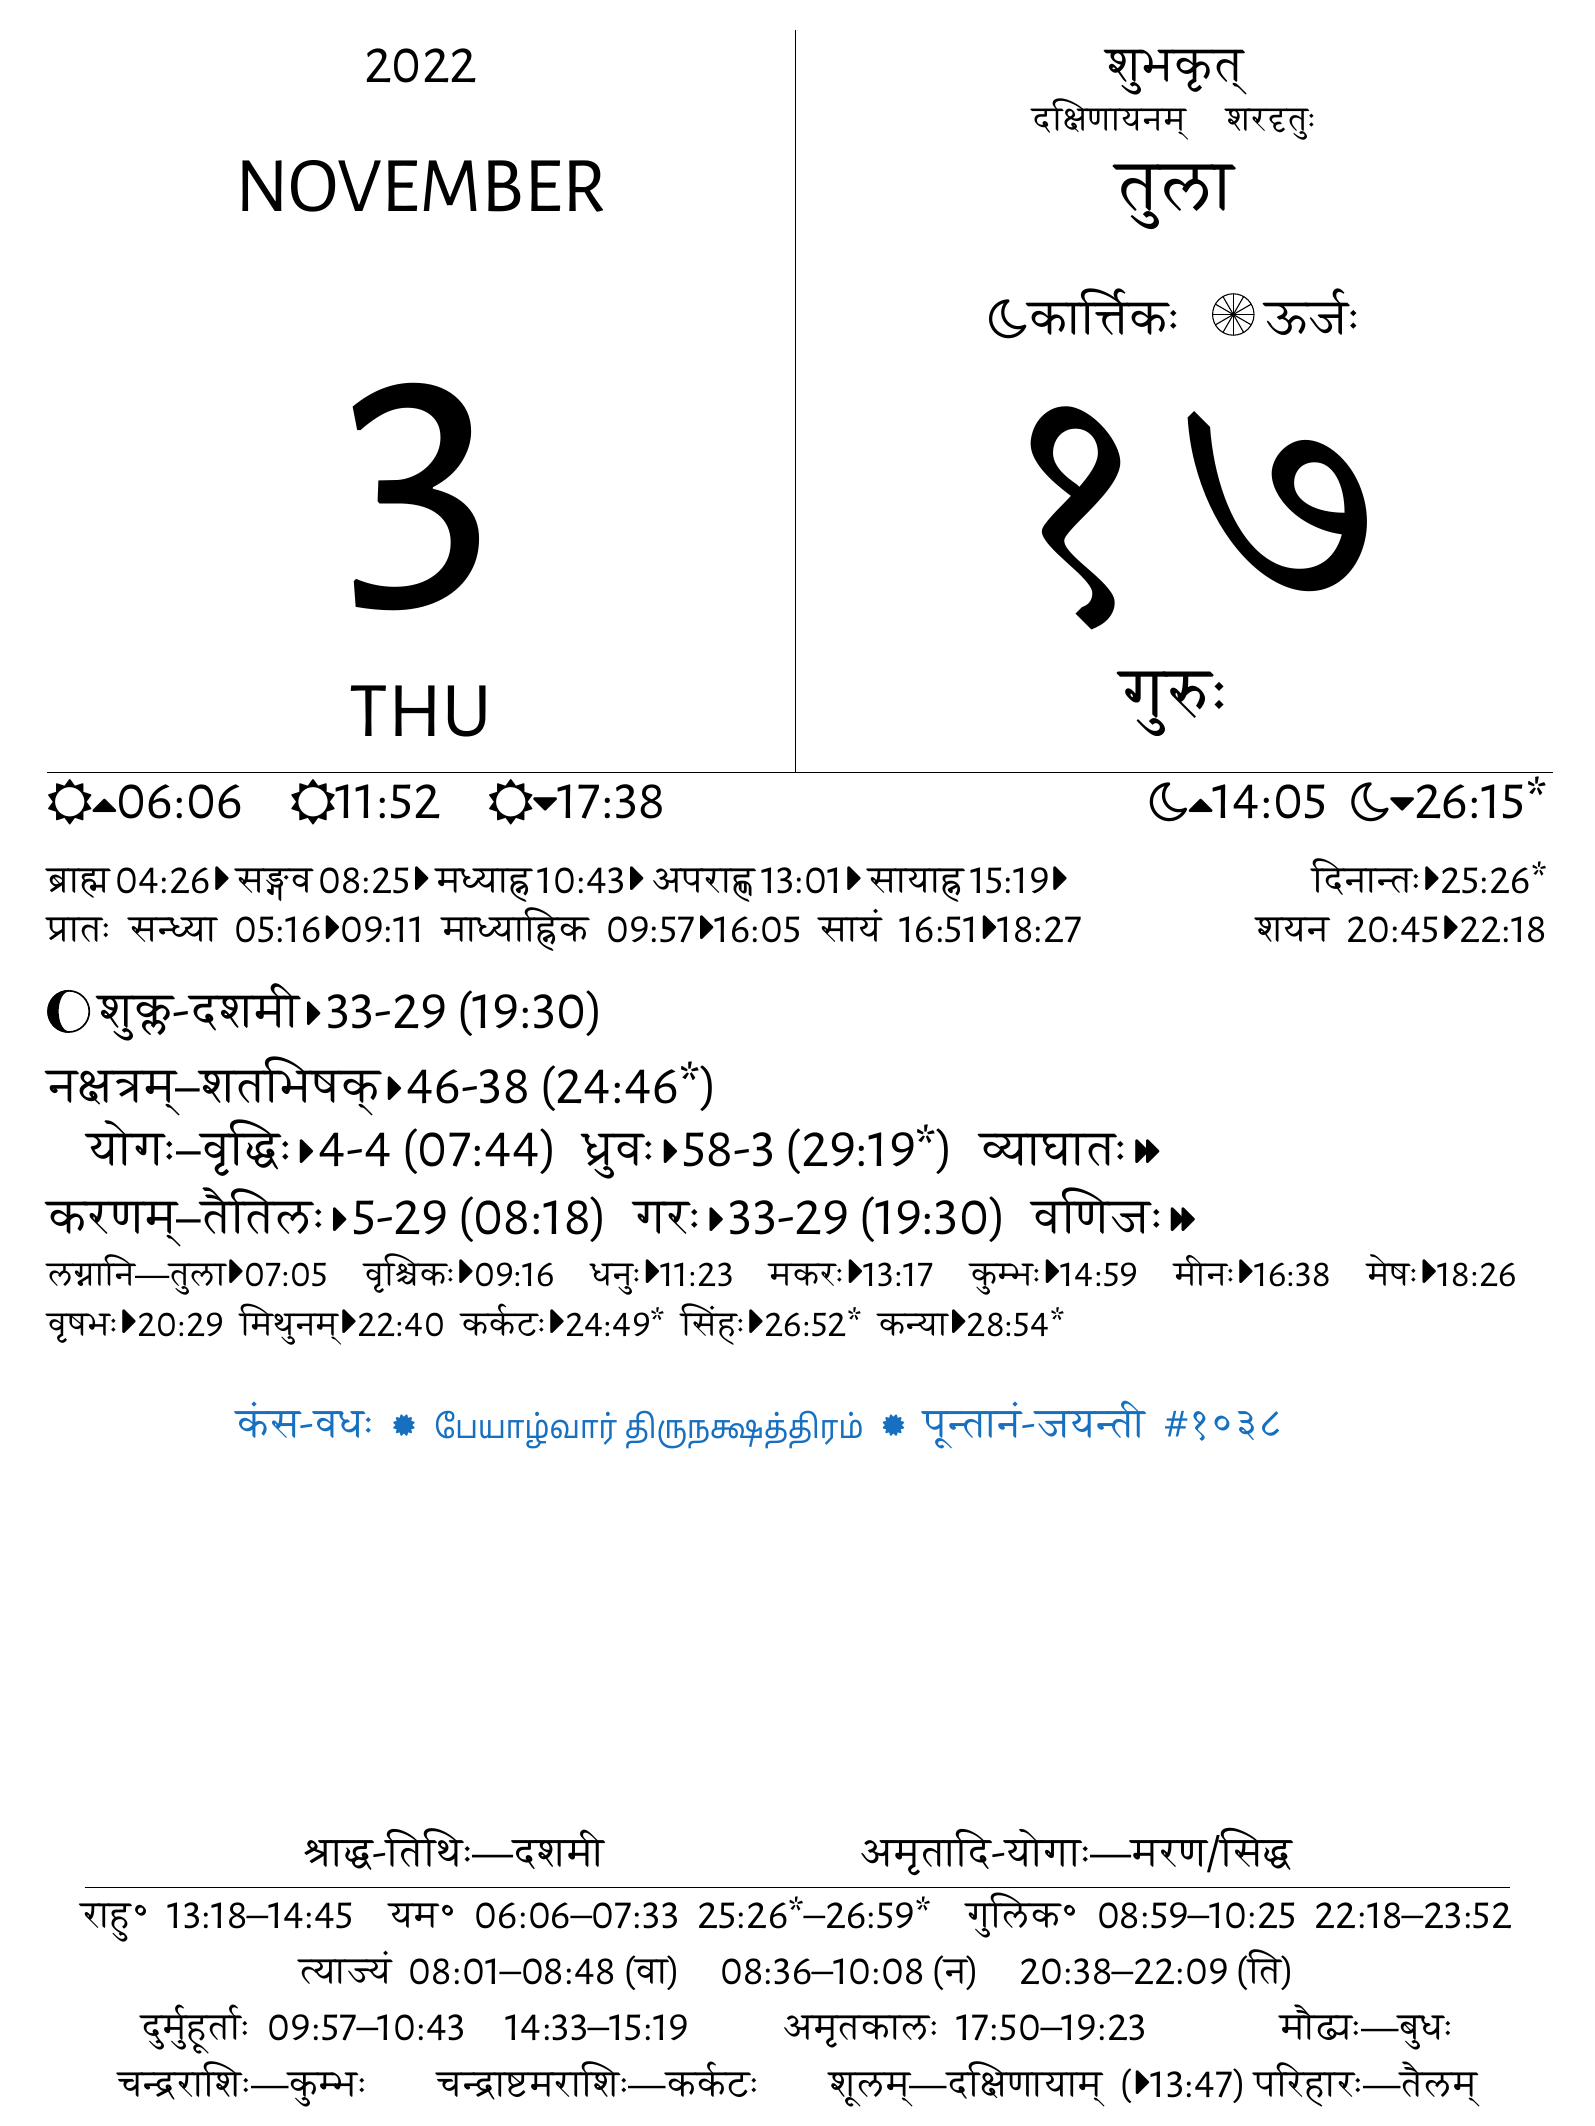 2022
NOVEMBER
3
THU
शुभकृत्
दक्षिणायनम् शरदृतुः
तुला
कार्त्तिकः ऊर्जः
१७
गुरुः
06:06 11:52 17:38 14:05 26:15*
ब्राह्म 04:26 सङ्गव 08:25 मध्याह्न 10:43 अपराह्ण 13:01 सायाह्न 15:19 दिनान्तः 25:26*
प्रातः सन्ध्या 05:16 09:11 माध्याह्निक 09:57 16:05 सायं 16:51 18:27 शयन 20:45 22:18
शुक्ल-दशमी 33-29 (19:30)
नक्षत्रम्–शतभिषक् 46-38 (24:46*)
योगः–वृद्धिः 4-4 (07:44) ध्रुवः 58-3 (29:19*) व्याघातः
करणम्–तैतिलः 5-29 (08:18) गरः 33-29 (19:30) वणिजः
लग्नानि—तुला 07:05 वृश्चिकः 09:16 धनुः 11:23 मकरः 13:17 कुम्भः 14:59 मीनः 16:38 मेषः 18:26
वृषभः 20:29 मिथुनम् 22:40 कर्कटः 24:49* सिंहः 26:52* कन्या 28:54*
कंस-वधः பேயாழ்வார் திருநக்ஷத்திரம் पून्तानं-जयन्ती #१०३८
श्राद्ध-तिथिः—दशमी अमृतादि-योगाः—मरण/सिद्ध
राहु॰ 13:18–14:45 यम॰ 06:06–07:33 25:26*–26:59* गुलिक॰ 08:59–10:25 22:18–23:52
त्याज्यं 08:01–08:48 (वा) 08:36–10:08 (न) 20:38–22:09 (ति)
दुर्मुहूर्ताः 09:57–10:43 14:33–15:19 अमृतकालः 17:50–19:23 मौढ्यः—बुधः
चन्द्रराशिः—कुम्भः चन्द्राष्टमराशिः—कर्कटः शूलम्—दक्षिणायाम् (13:47) परिहारः—तैलम्